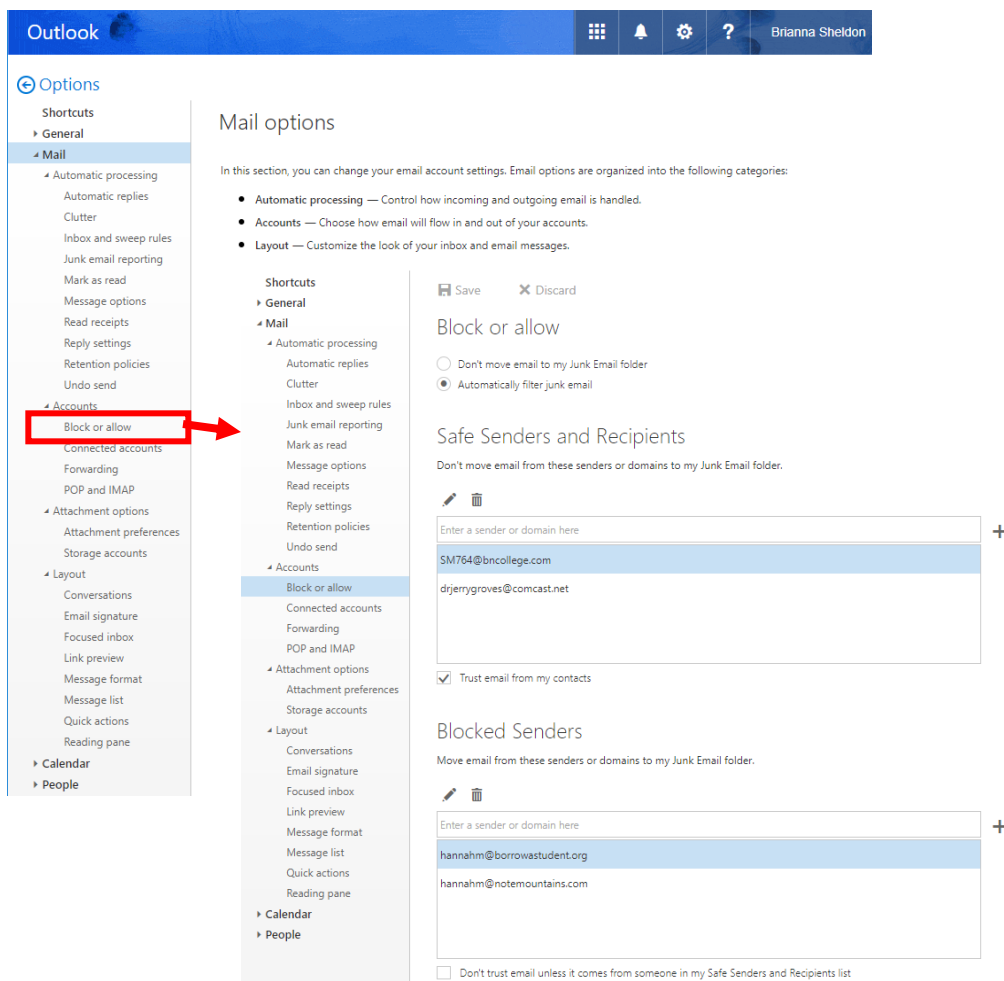 Outlook
? Brianna Sheldon
Options
Shortcuts
General
Mail
Automatic processing
Automatic replies
Clutter
Inbox and sweep rules
Junk email reporting
Mark as read
Message options
Read receipts
Reply settings
Retention policies
Undo send
Accounts
Block or allow
Connected accounts
Forwarding
POP and IMAP
Attachment options
Attachment preferences
Storage accounts
Layout
Conversations
Email signature
Focused inbox
Link preview
Message format
Message list
Quick actions
Reading pane
Calendar
People
Mail options
In this section, you can change your email account settings. Email options are organized into the following categories:
• Automatic processing — Control how incoming and outgoing email is handled.
• Accounts — Choose how email will flow in and out of your accounts.
• Layout — Customize the look of your inbox and email messages.
Shortcuts
General
Mail
Automatic processing
Automatic replies
Clutter
Inbox and sweep rules
Junk email reporting
Mark as read
Message options
Read receipts
Reply settings
Retention policies
Undo send
Accounts
Block or allow
Connected accounts
Forwarding
POP and IMAP
Attachment options
Attachment preferences
Storage accounts
Layout
Conversations
Email signature
Focused inbox
Link preview
Message format
Message list
Quick actions
Reading pane
Calendar
People
Save Discard
Block or allow
Don't move email to my Junk Email folder
Automatically filter junk email
Safe Senders and Recipients
Don't move email from these senders or domains to my Junk Email folder.
Enter a sender or domain here
SM764@bncollege.com
drjerrygroves@comcast.net
Trust email from my contacts
Blocked Senders
Move email from these senders or domains to my Junk Email folder.
Enter a sender or domain here
hannahm@borrowastudent.org
hannahm@notemountains.com
Don't trust email unless it comes from someone in my Safe Senders and Recipients list